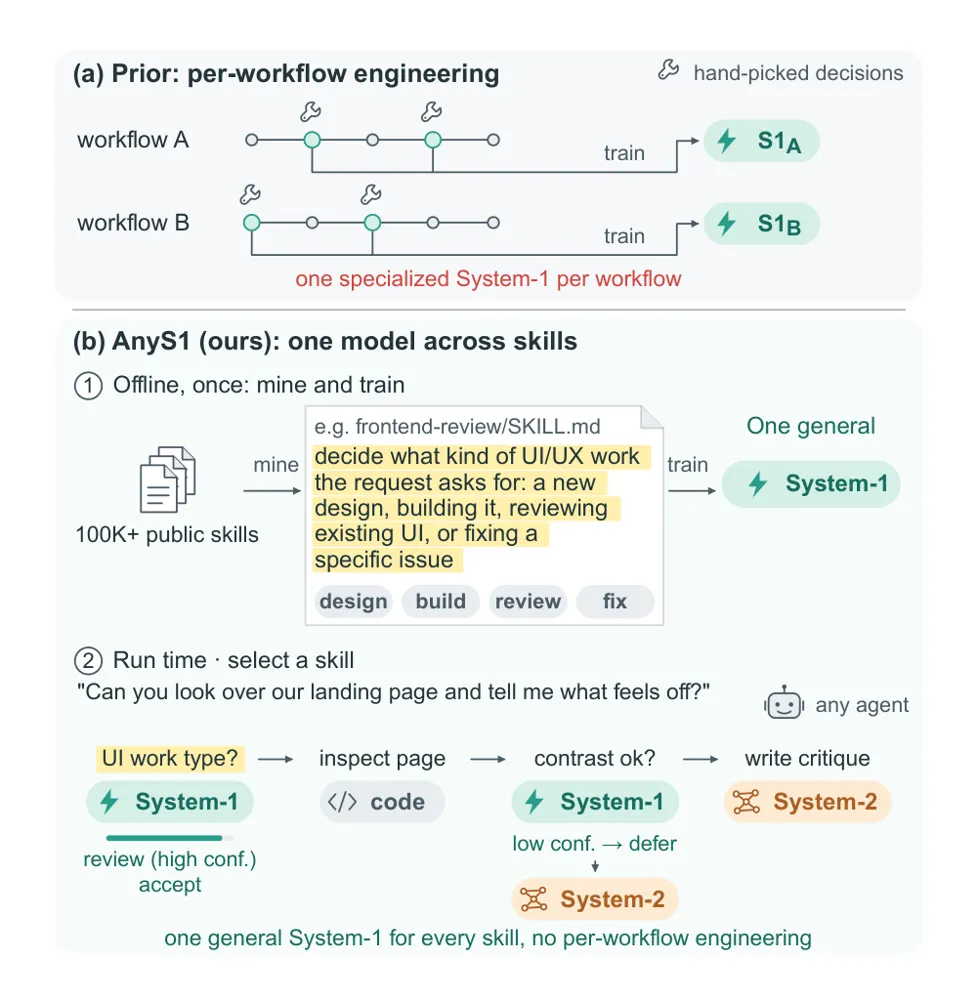 (a) Prior: per-workflow engineering
hand-picked decisions
workflow A
train
S1A
workflow B
train
S1B
one specialized System-1 per workflow
(b) AnyS1 (ours): one model across skills
1 Offline, once: mine and train
100K+ public skills
mine
e.g. frontend-review/SKILL.md
decide what kind of UI/UX work
the request asks for: a new
design, building it, reviewing
existing UI, or fixing a
specific issue
design build review fix
train
One general
System-1
2 Run time · select a skill
"Can you look over our landing page and tell me what feels off?"
any agent
UI work type? → inspect page → contrast ok? → write critique
System-1 </> code System-1 System-2
review (high conf.)
accept
low conf. → defer
System-2
one general System-1 for every skill, no per-workflow engineering